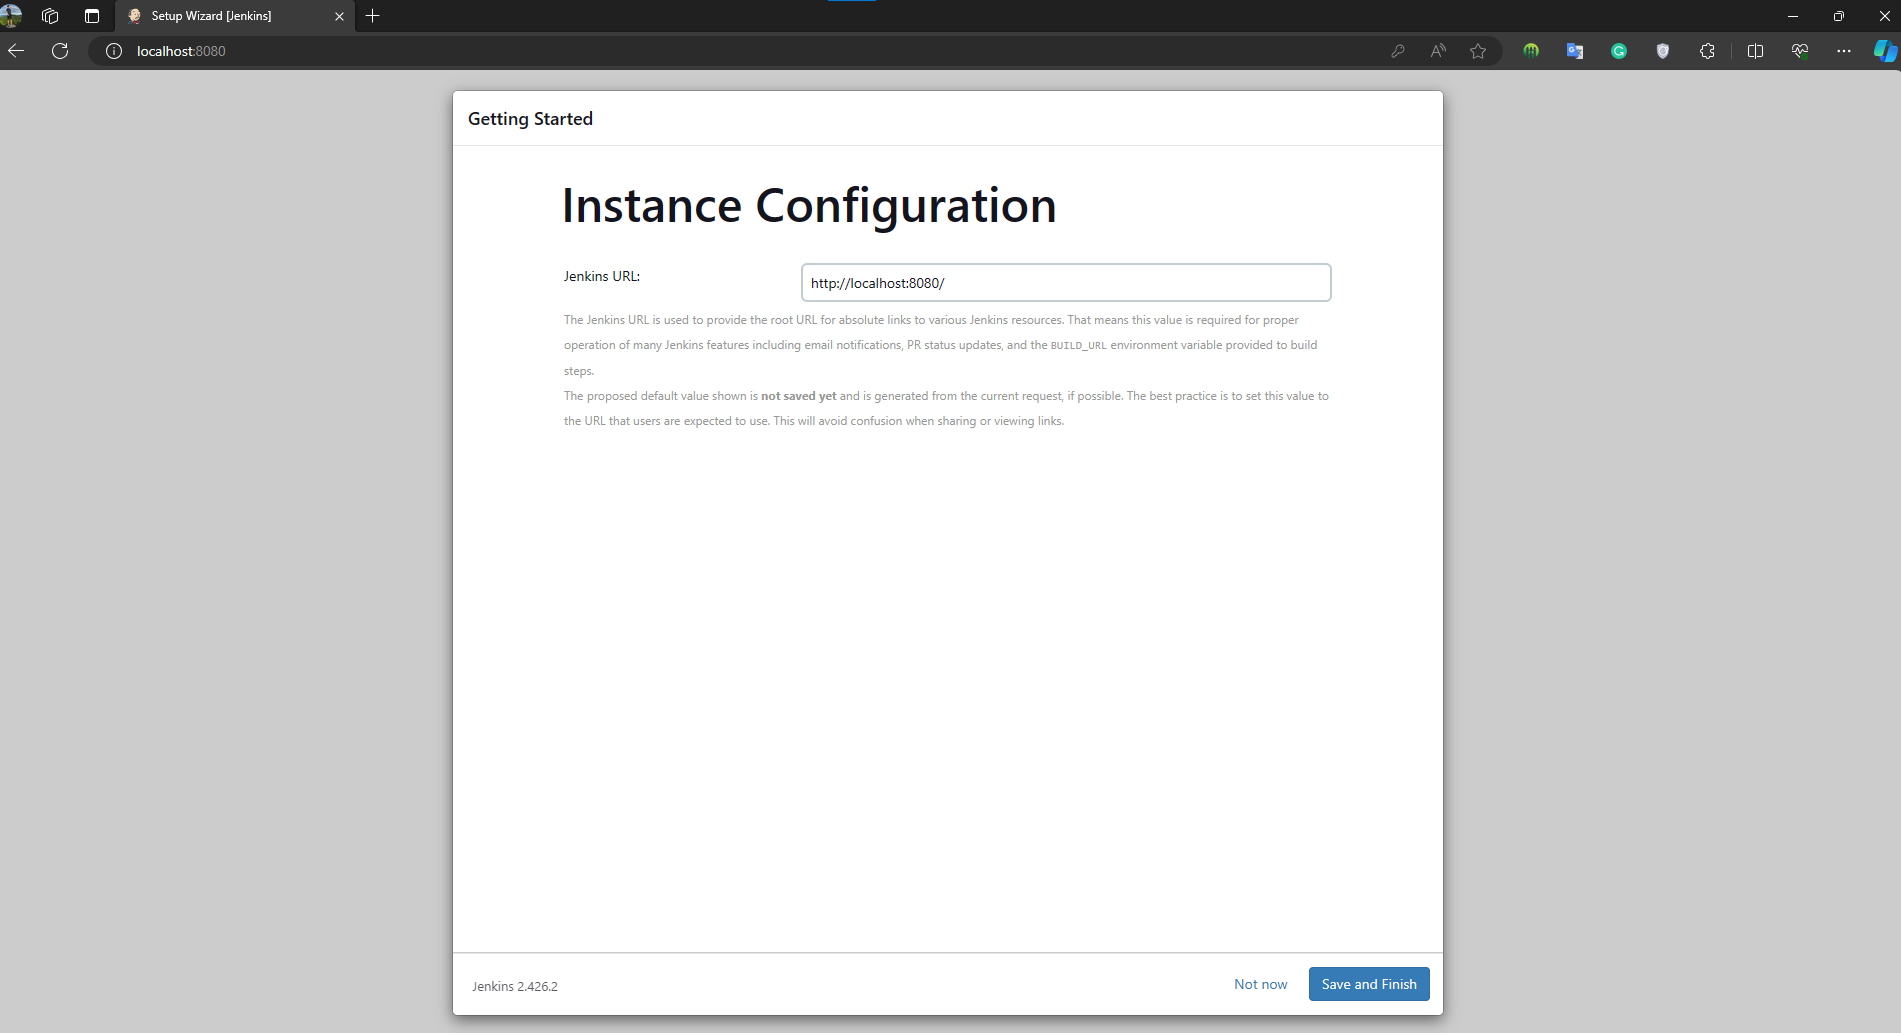 Setup Wizard [Jenkins]
localhost:8080
Getting Started
Instance Configuration
Jenkins URL:
http://localhost:8080/
The Jenkins URL is used to provide the root URL for absolute links to various Jenkins resources. That means this value is required for proper
operation of many Jenkins features including email notifications, PR status updates, and the BUILD_URL environment variable provided to build
steps.
The proposed default value shown is not saved yet and is generated from the current request, if possible. The best practice is to set this value to
the URL that users are expected to use. This will avoid confusion when sharing or viewing links.
Jenkins 2.426.2
Not now
Save and Finish